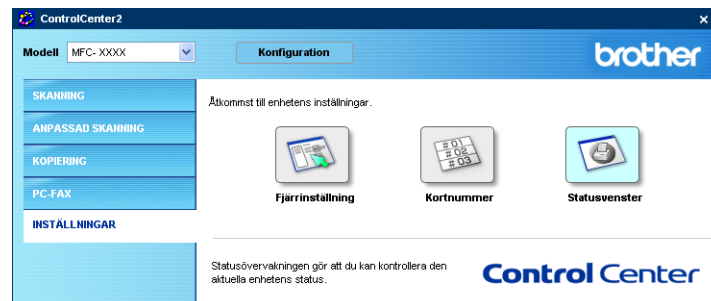 ControlCenter2
Modell MFC- XXXX Konfiguration brother
SKANNING
ANPASSAD SKANNING
KOPIERING
PC-FAX
INSTÄLLNINGAR
Åtkomst till enhetens inställningar.
#01
#02
#03
Fjärrinställning Kortnummer Statusvenster
Statusövervakningen gör att du kan kontrollera den
aktuella enhetens status.
Control Center